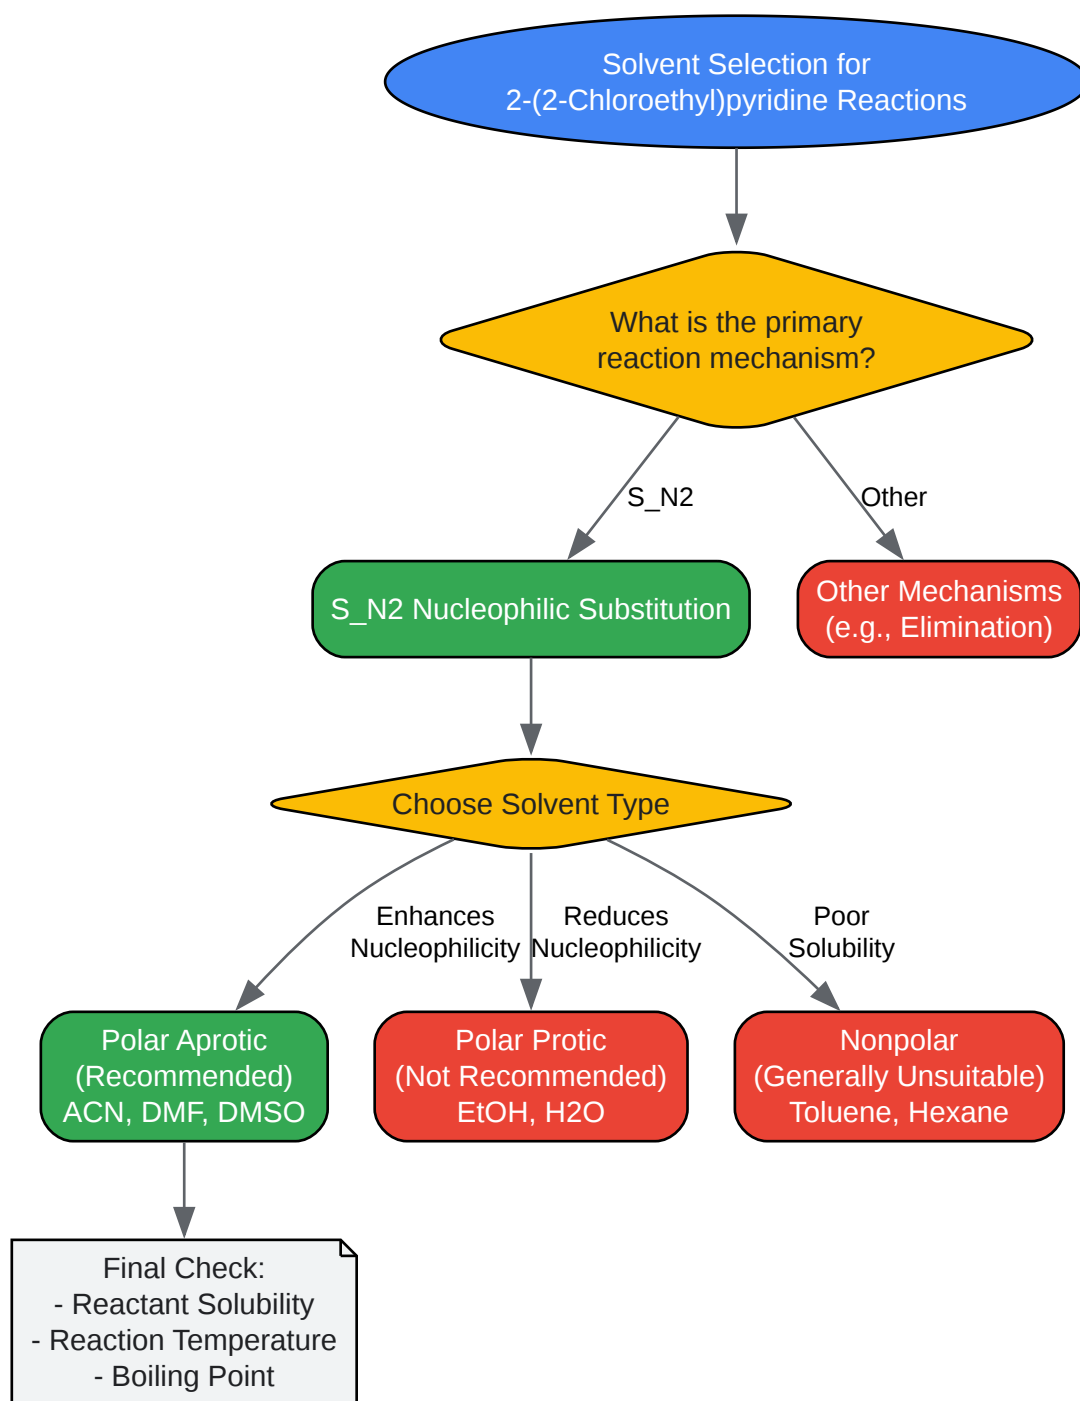 Solvent Selection for
2-(2-Chloroethyl)pyridine Reactions
What is the primary
reaction mechanism?
S_N2
Other
S_N2 Nucleophilic Substitution
Other Mechanisms
(e.g., Elimination)
Choose Solvent Type
Enhances
Nucleophilicity
Reduces
Nucleophilicity
Poor
Solubility
Polar Aprotic
(Recommended)
ACN, DMF, DMSO
Polar Protic
(Not Recommended)
EtOH, H2O
Nonpolar
(Generally Unsuitable)
Toluene, Hexane
Final Check:
- Reactant Solubility
- Reaction Temperature
- Boiling Point